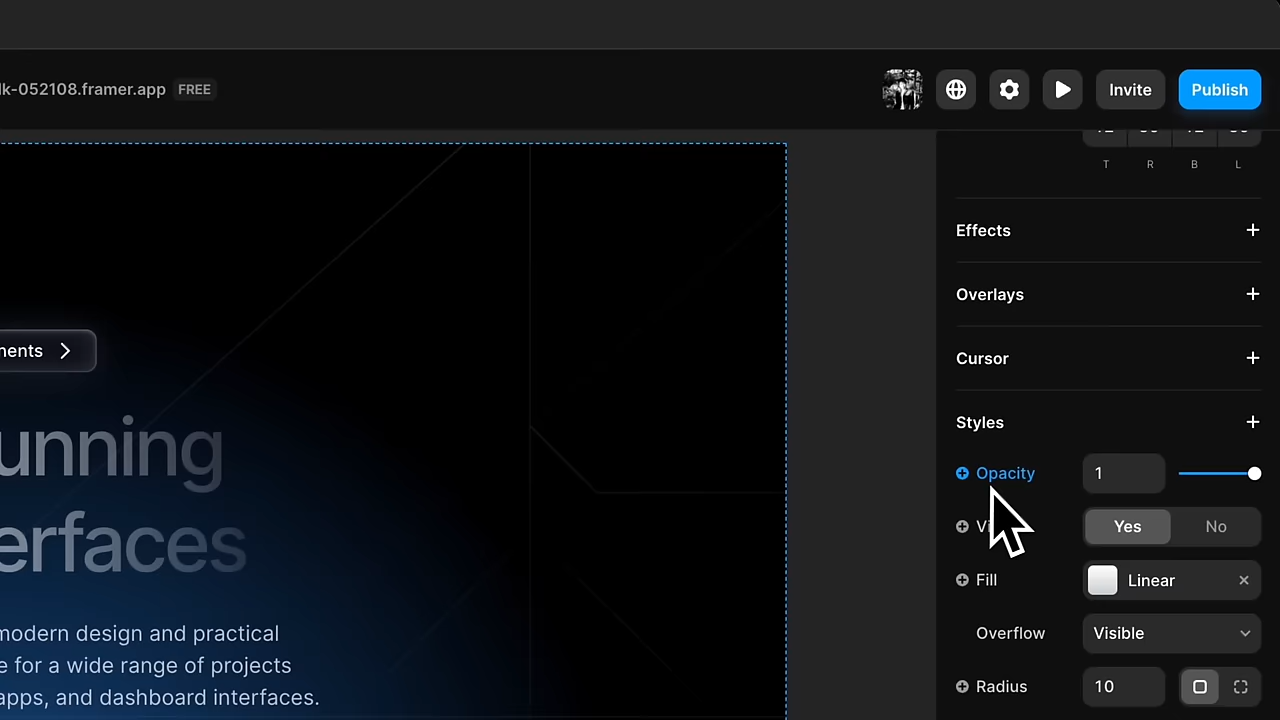 lk-052108.framer.app FREE
Invite
Publish
T R B L
Effects
Overlays
Cursor
Styles
Opacity 1
Yes No
Fill Linear
Overflow Visible
Radius 10
nents
unning
erfaces
modern design and practical
e for a wide range of projects
apps, and dashboard interfaces.